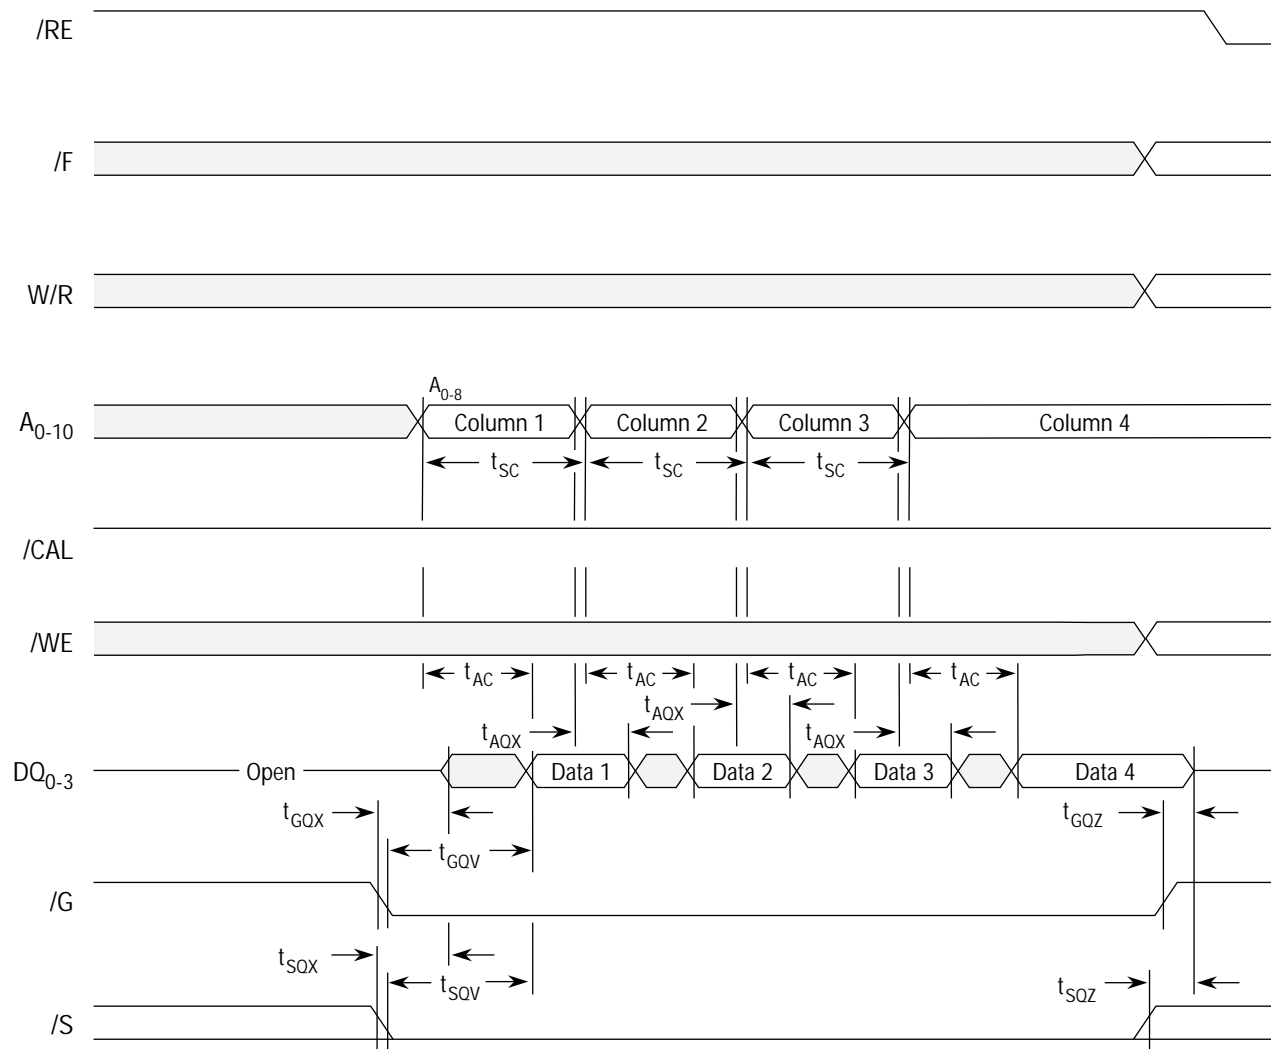 /RE
/F
W/R
A0-8
A0-10 Column 1 Column 2 Column 3 Column 4
tSC tSC tSC
/CAL
/WE
tAC tAC tAC tAC
tAQX
tAQX tAQX
DQ0-3 Open Data 1 Data 2 Data 3 Data 4
tGQX tGQZ
tGQV
/G
tSQX
tSQV tSQZ
/S